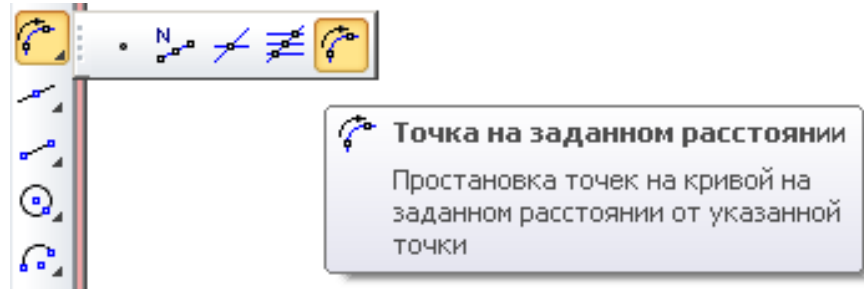 N
Точка на заданном расстоянии
Простановка точек на кривой на
заданном расстоянии от указанной
точки